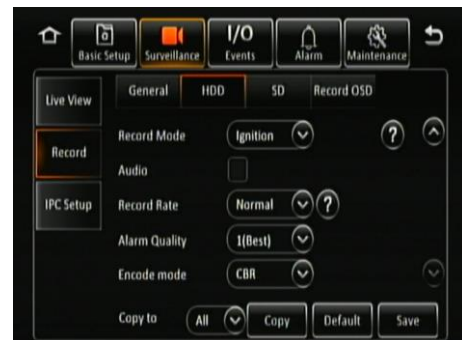 Basic Setup Surveillance I/O Events Alarm Maintenance
Live View General HDD SD Record OSD
Record Mode Ignition ?
Record
Audio
IPC Setup Record Rate Normal ?
Alarm Quality 1(Best)
Encode mode CBR
Copy to All Copy Default Save